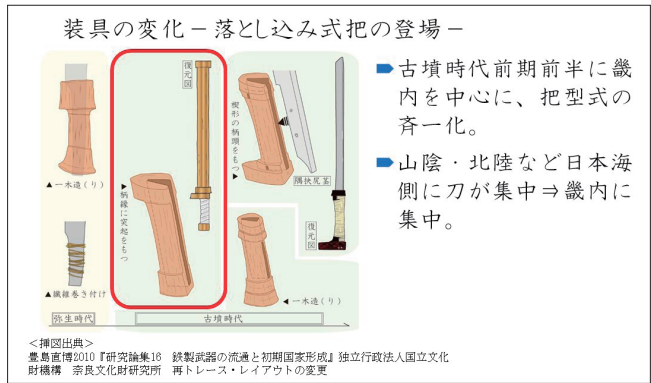 装具の変化－落とし込み式把の登場－
▲一木造(り)
▲繊維巻き付け
復元図
▶柄縁に突起をもつ
楔形の柄頭をもつ▶
隅抉尻茎
復元図
◀一木造(り)
弥生時代
古墳時代
➡古墳時代前期前半に畿
内を中心に、把型式の
斉一化。
➡山陰・北陸など日本海
側に刀が集中⇒畿内に
集中。
＜挿図出典＞
豊島直博2010『研究論集16　鉄製武器の流通と初期国家形成』独立行政法人国立文化
財機構　奈良文化財研究所　再トレース・レイアウトの変更